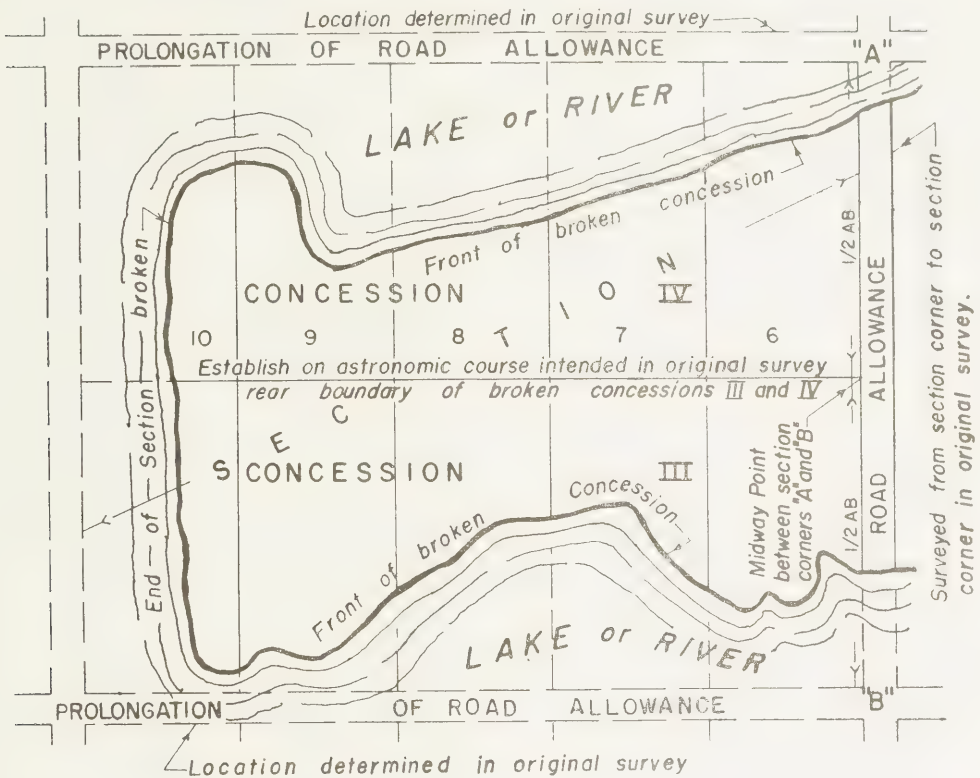 Location determined in original survey
PROLONGATION OF ROAD ALLOWANCE
"A"
LAKE or RIVER
Front of broken concession
Surveyed from section corner to section
corner in original survey.
1/2 AB
ROAD ALLOWANCE
End of Section broken
CONCESSION IV
10 9 8 7 6
Establish on astronomic course intended in original survey
rear boundary of broken concessions III and IV
SECTION
CONCESSION III
Front of broken Concession
Midway Point
between section
corners "A" and "B"
1/2 AB
LAKE or RIVER
PROLONGATION OF ROAD ALLOWANCE
"B"
Location determined in original survey